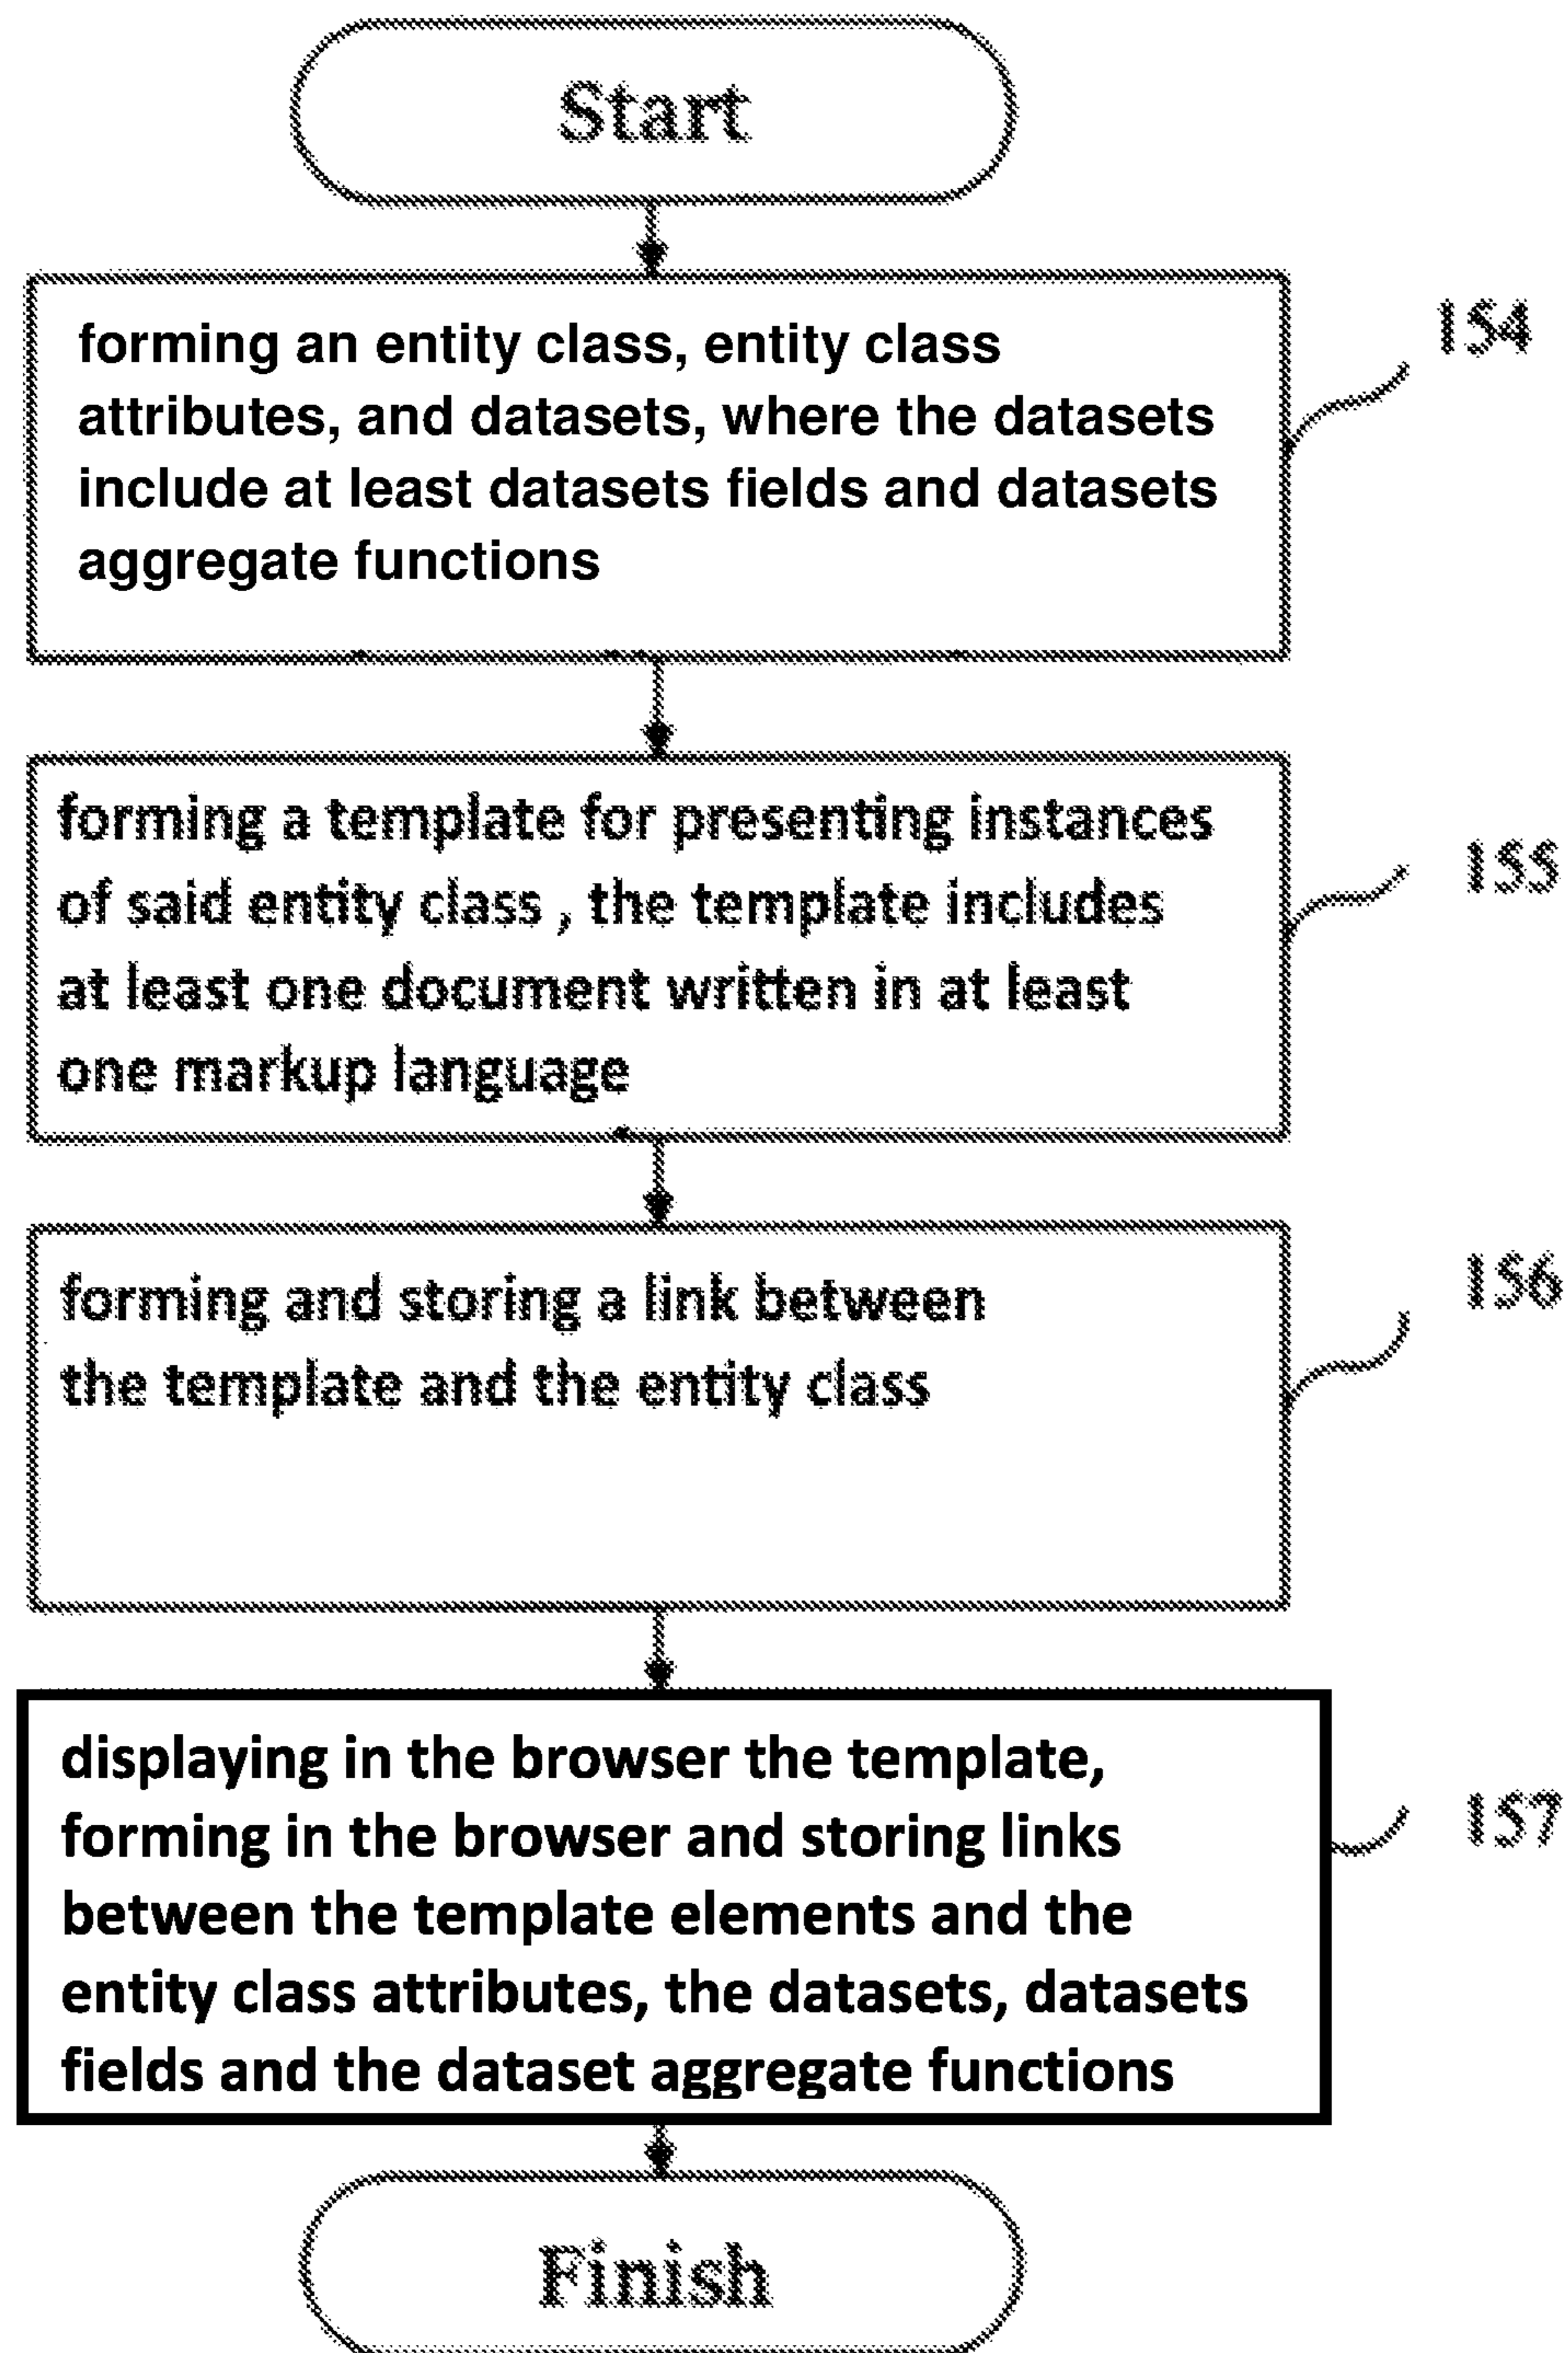 Start
forming an entity class, entity class
attributes, and datasets, where the datasets
include at least datasets fields and datasets
aggregate functions
154
forming a template for presenting instances
of said entity class , the template includes
at least one document written in at least
one markup language
155
forming and storing a link between
the template and the entity class
156
displaying in the browser the template,
forming in the browser and storing links
between the template elements and the
entity class attributes, the datasets, datasets
fields and the dataset aggregate functions
157
Finish